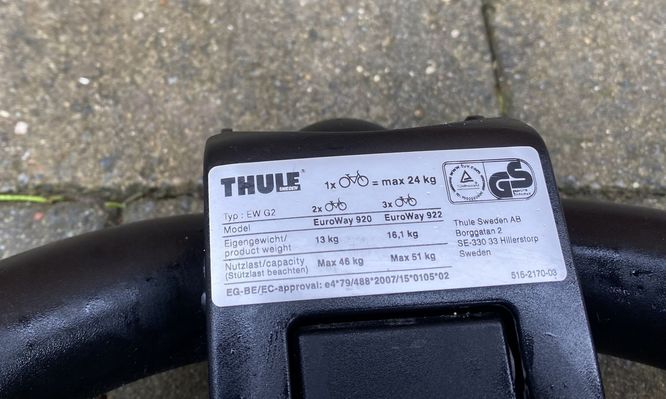 THULE
SWEDEN
1x = max 24 kg
Typ : EW G2 2x 3x
Model EuroWay 920 EuroWay 922
Eigengewicht/
product weight 13 kg 16,1 kg
Nutzlast/capacity
(Stützlast beachten) Max 46 kg Max 51 kg
EG-BE/EC-approval: e4*79/488*2007/15*0105*02
GS
Thule Sweden AB
Borggatan 2
SE-330 33 Hillerstorp
Sweden
515-2170-03